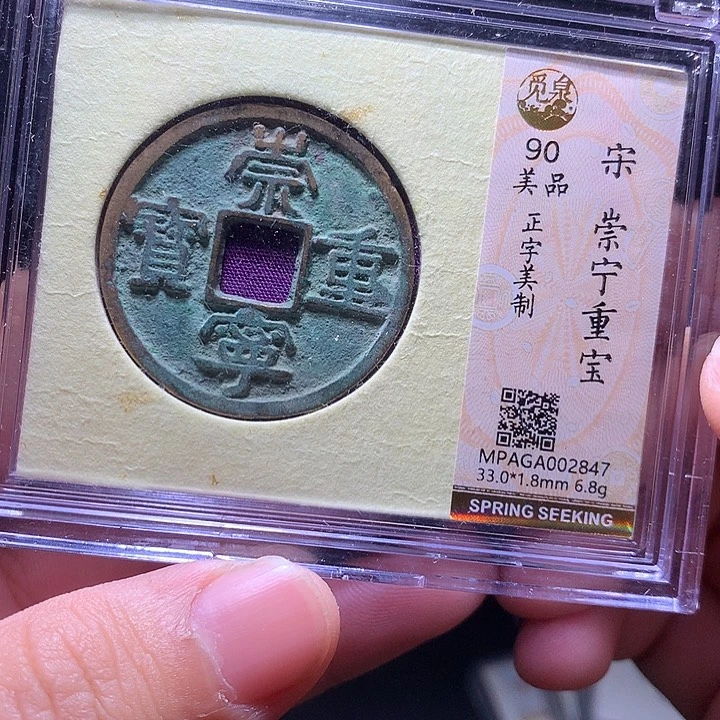 崇
寧
重
寶
觅泉
90
美品
正字美制
宋 崇宁重宝
MPAGA002847
33.0*1.8mm 6.8g
SPRING SEEKING